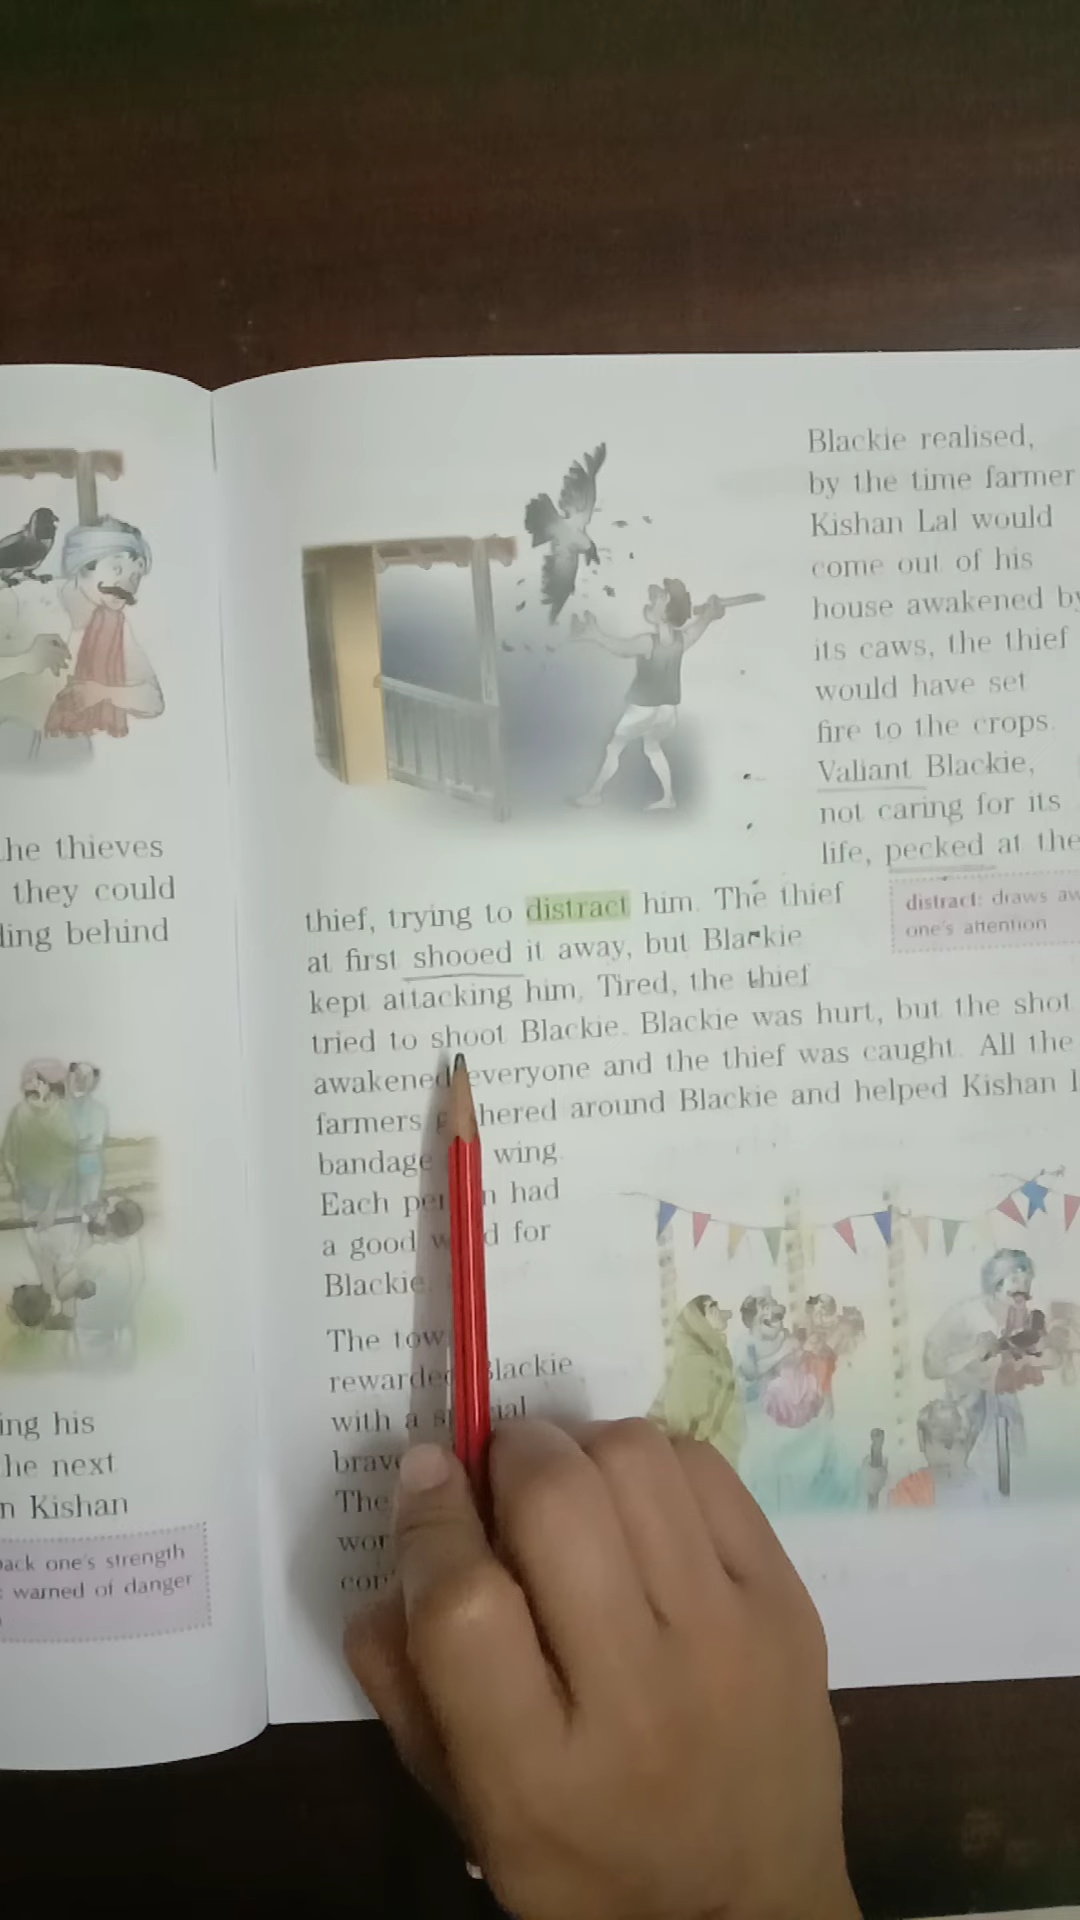 he thieves
they could
ling behind
ing his
he next
n Kishan
ack one's strength
: warned of danger
Blackie realised,
by the time farmer
Kishan Lal would
come out of his
house awakened by
its caws, the thief
would have set
fire to the crops.
Valiant Blackie,
not caring for its
life, pecked at the
thief, trying to distract him. The thief
at first shooed it away, but Blackie
kept attacking him. Tired, the thief
tried to shoot Blackie. Blackie was hurt, but the shot
awakened everyone and the thief was caught. All the
farmers hered around Blackie and helped Kishan l
bandage wing.
Each pe n had
a good w d for
Blackie.
The tow
rewarded Blackie
with a s ial
brav
The
wor
con
distract: draws aw
one's attention